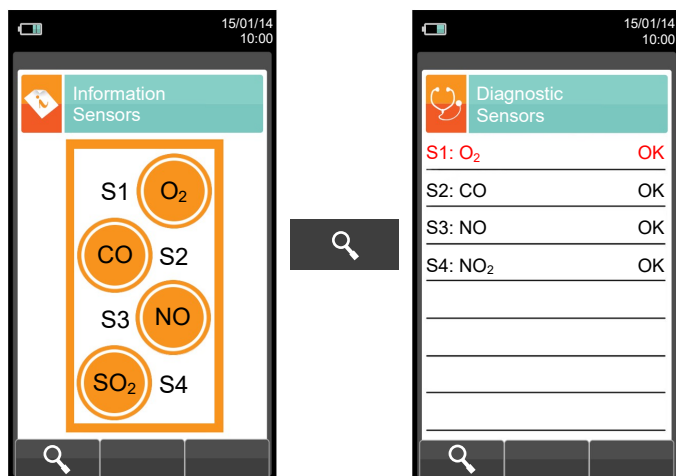 15/01/14
10:00
Information
Sensors
S1 O₂
CO S2
S3 NO
SO₂ S4
15/01/14
10:00
Diagnostic
Sensors
S1: O₂ OK
S2: CO OK
S3: NO OK
S4: NO₂ OK